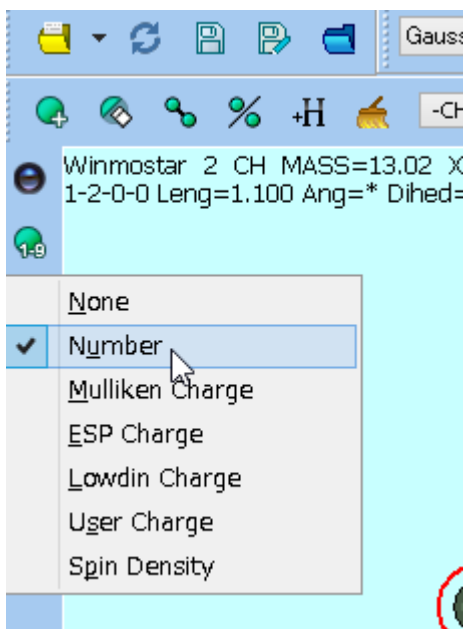 Gauss
+H
-CH
Winmostar 2 CH MASS=13.02 X
1-2-0-0 Leng=1.100 Ang=* Dihed=
1-9
None
Number
Mulliken Charge
ESP Charge
Lowdin Charge
User Charge
Spin Density